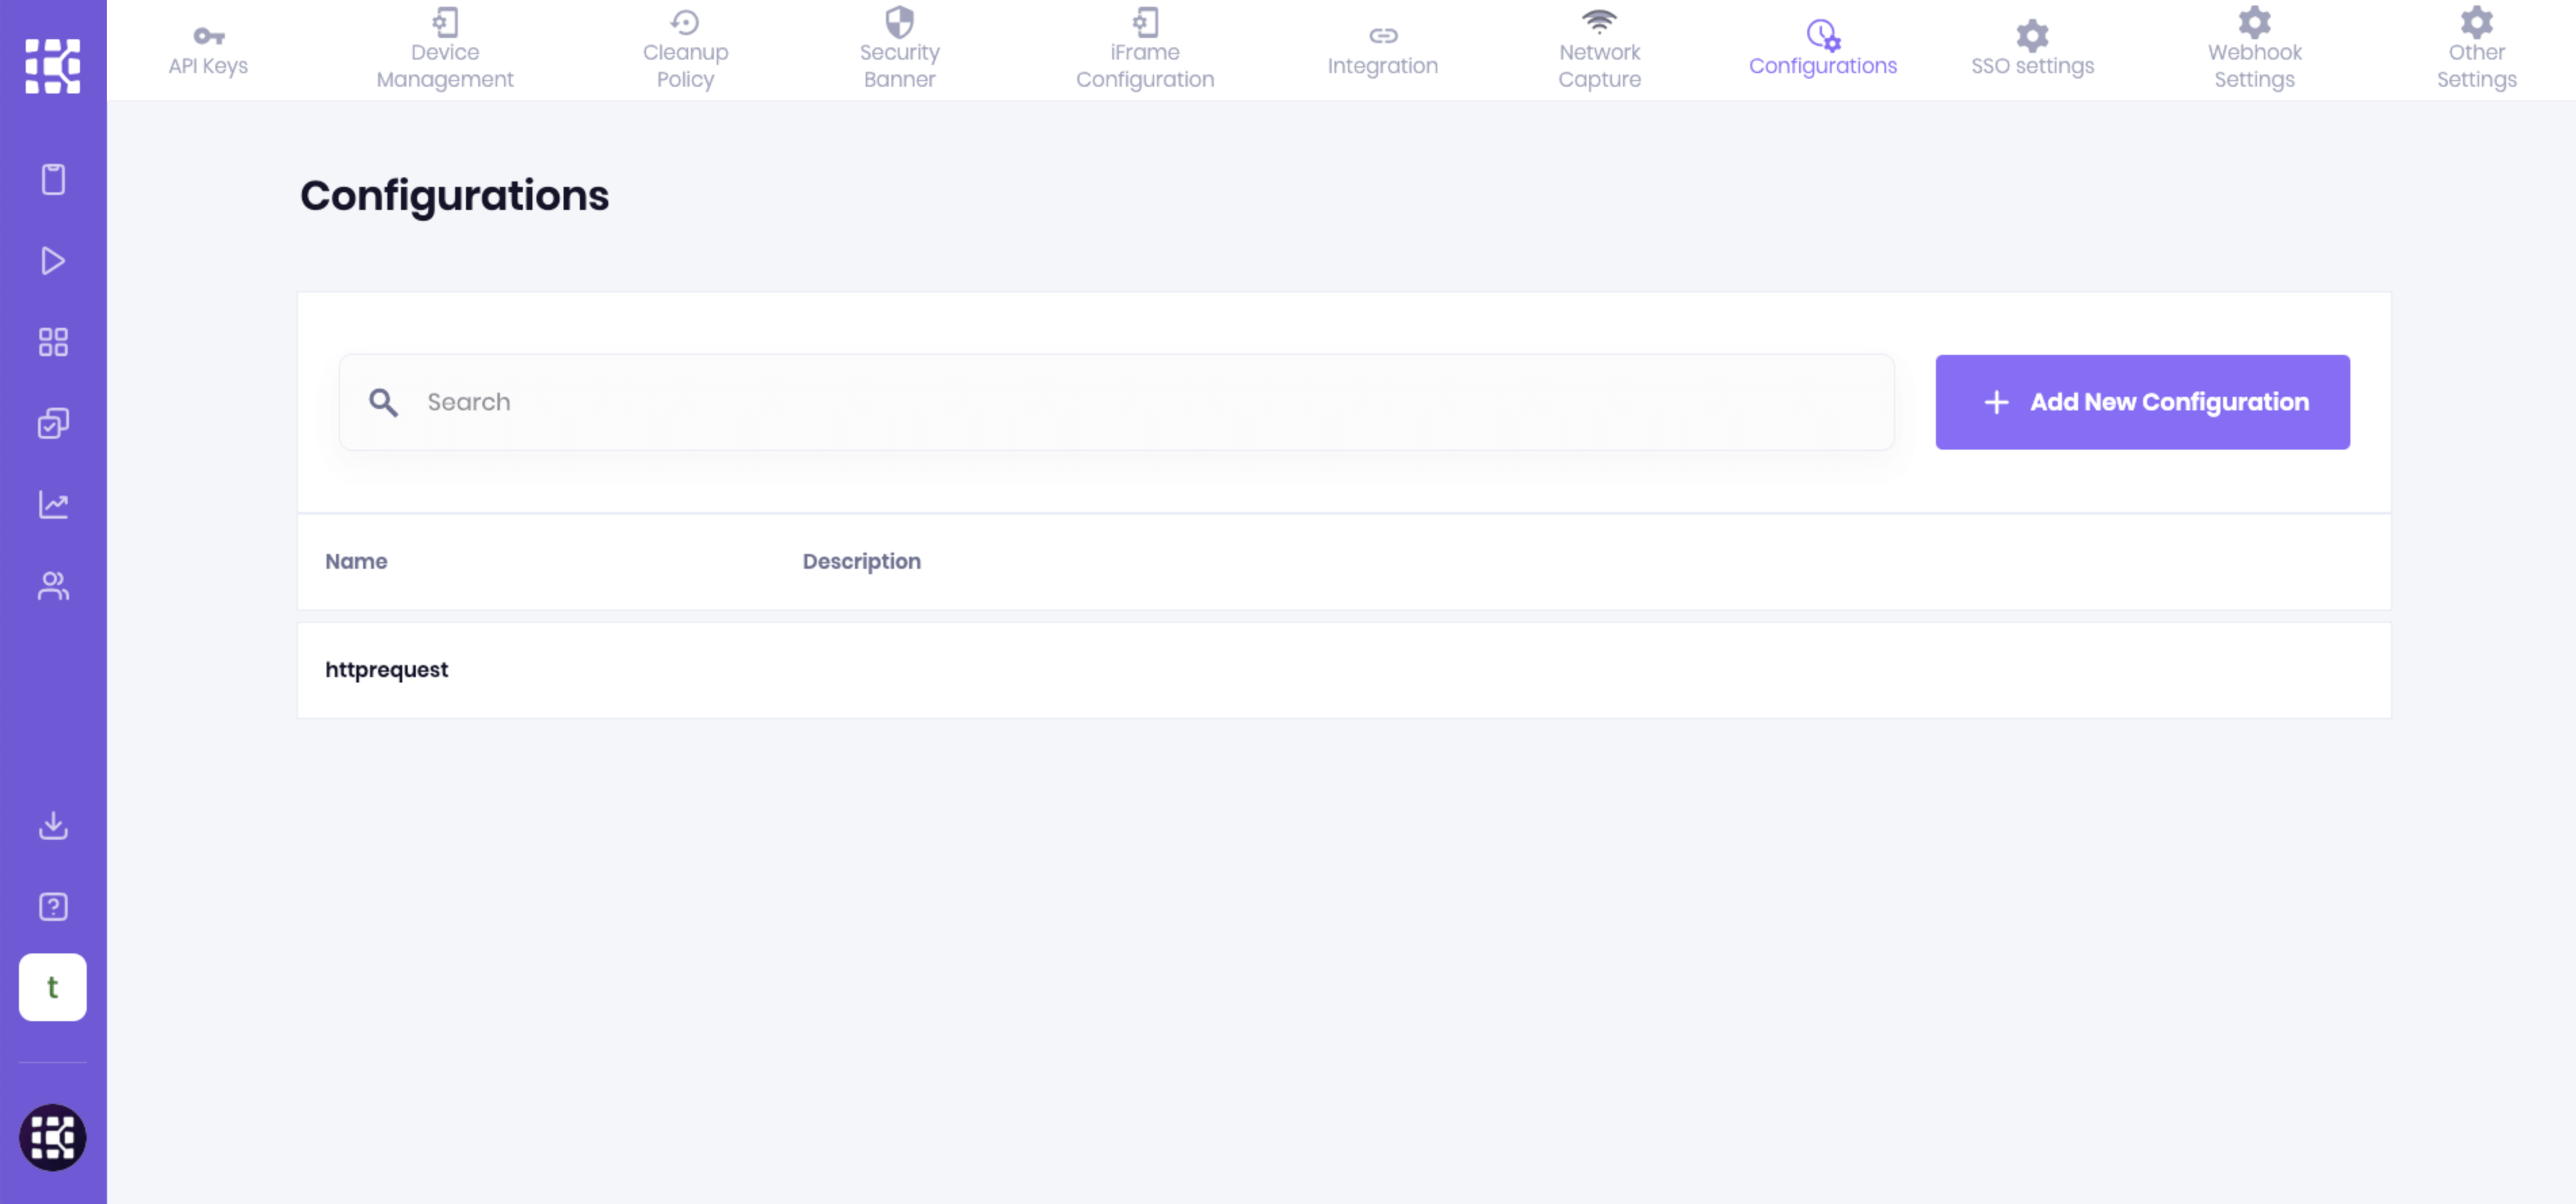 API Keys
Device
Management
Cleanup
Policy
Security
Banner
iFrame
Configuration
Integration
Network
Capture
Configurations
SSO settings
Webhook
Settings
Other
Settings
Configurations
Search
Add New Configuration
Name Description
httprequest
t